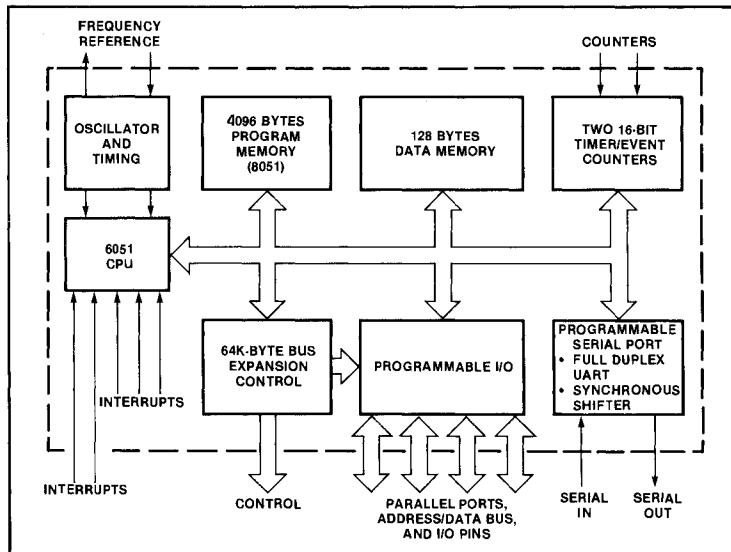 FREQUENCY
REFERENCE
COUNTERS
OSCILLATOR
AND
TIMING
4096 BYTES
PROGRAM
MEMORY
(8051)
128 BYTES
DATA MEMORY
TWO 16-BIT
TIMER/EVENT
COUNTERS
6051
CPU
64K-BYTE BUS
EXPANSION
CONTROL
PROGRAMMABLE I/O
PROGRAMMABLE
SERIAL PORT
• FULL DUPLEX
UART
• SYNCHRONOUS
SHIFTER
INTERRUPTS
INTERRUPTS
CONTROL
PARALLEL PORTS,
ADDRESS/DATA BUS,
AND I/O PINS
SERIAL
IN
SERIAL
OUT